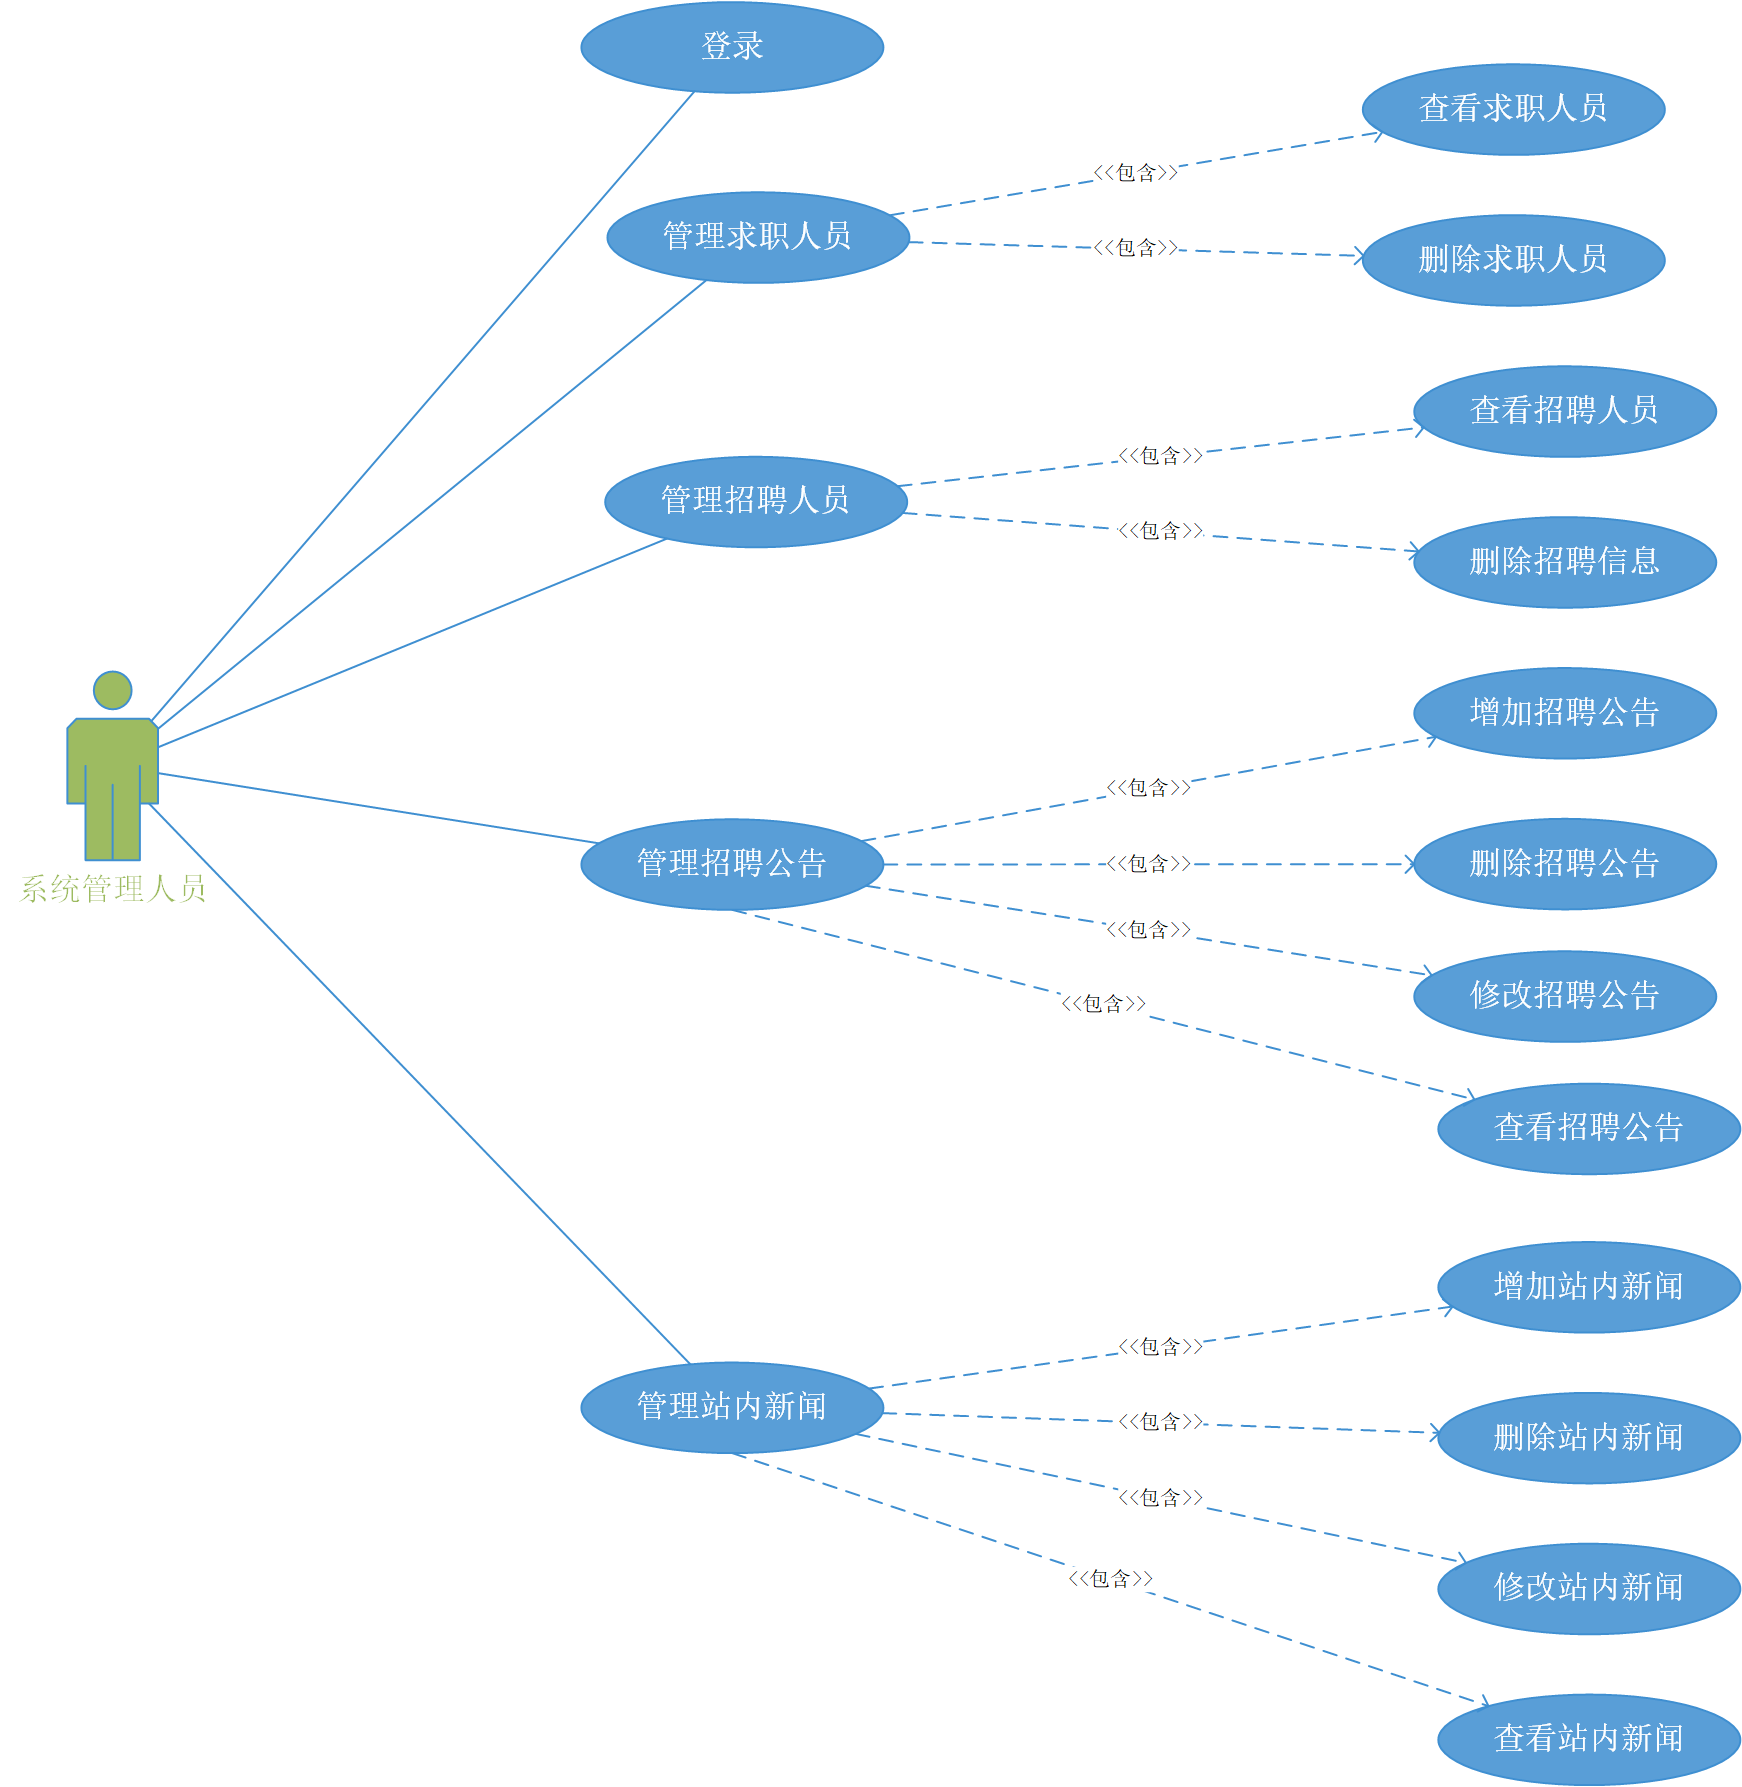 登录
查看求职人员
<<包含>>
管理求职人员
<<包含>>
删除求职人员
查看招聘人员
<<包含>>
管理招聘人员
<<包含>>
删除招聘信息
增加招聘公告
<<包含>>
管理招聘公告
<<包含>>
删除招聘公告
系统管理人员
<<包含>>
修改招聘公告
<<包含>>
查看招聘公告
增加站内新闻
<<包含>>
管理站内新闻
<<包含>>
删除站内新闻
<<包含>>
修改站内新闻
<<包含>>
查看站内新闻